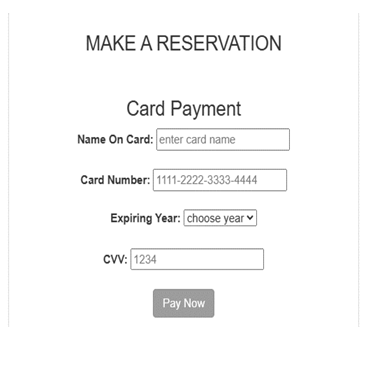 MAKE A RESERVATION
Card Payment
Name On Card: enter card name
Card Number: 1111-2222-3333-4444
Expiring Year: choose year
CVV: 1234
Pay Now